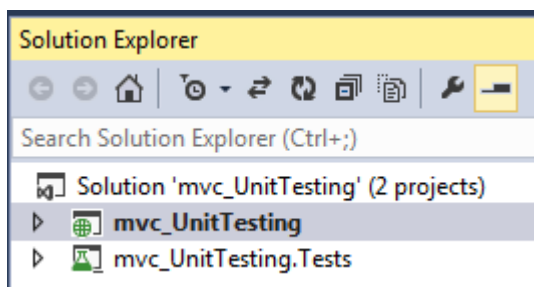 Solution Explorer
Search Solution Explorer (Ctrl+;)
Solution 'mvc_UnitTesting' (2 projects)
mvc_UnitTesting
mvc_UnitTesting.Tests